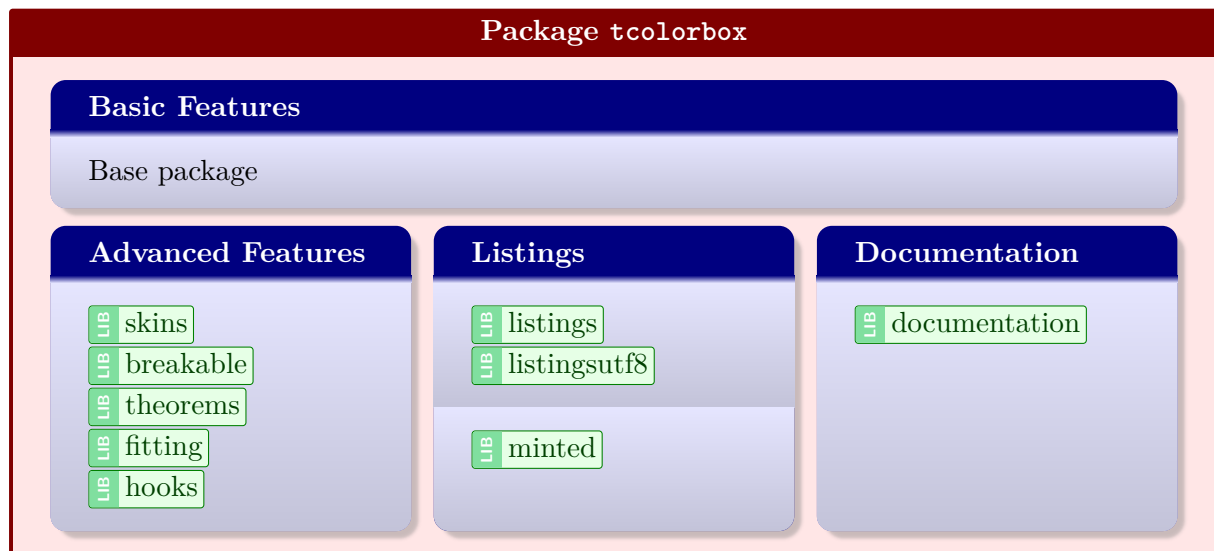 Package tcolorbox
Basic Features
Base package
Advanced Features
LIB skins
LIB breakable
LIB theorems
LIB fitting
LIB hooks
Listings
LIB listings
LIB listingsutf8
LIB minted
Documentation
LIB documentation